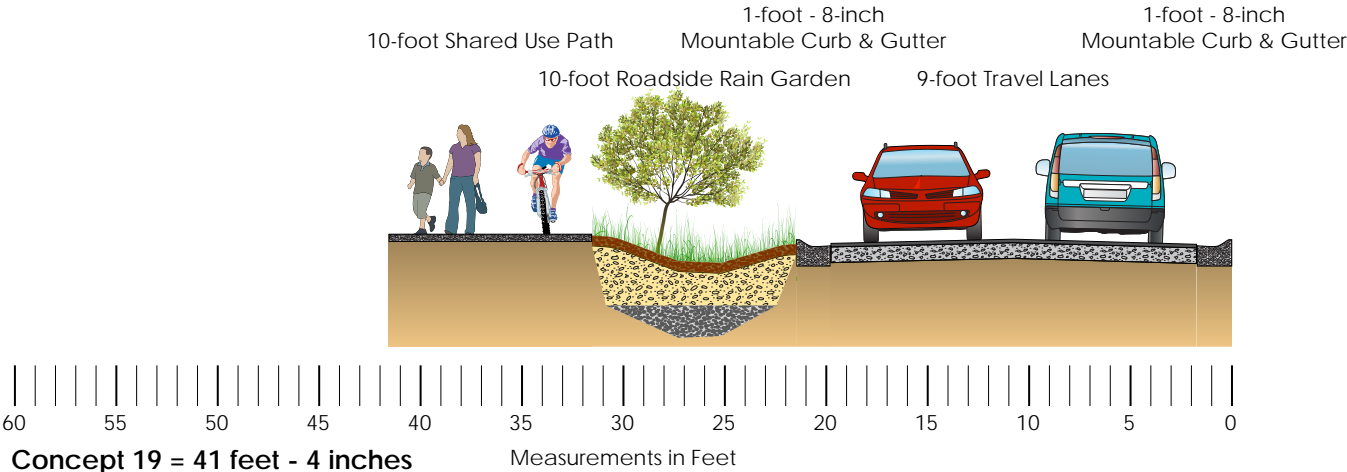 1-foot - 8-inch
Mountable Curb & Gutter
1-foot - 8-inch
Mountable Curb & Gutter
10-foot Shared Use Path
10-foot Roadside Rain Garden
9-foot Travel Lanes
60 55 50 45 40 35 30 25 20 15 10 5 0
Concept 19 = 41 feet - 4 inches
Measurements in Feet